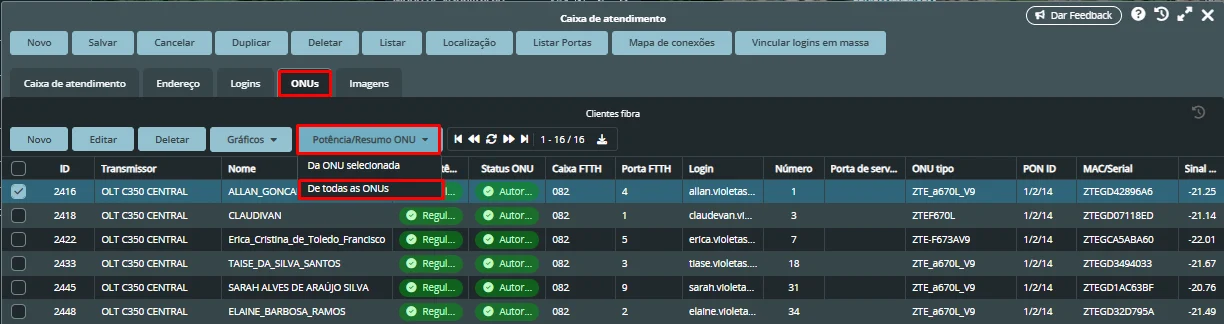 Caixa de atendimento
Dar Feedback
Novo Salvar Cancelar Duplicar Deletar Listar Localização Listar Portas Mapa de conexões Vincular logins em massa
Caixa de atendimento Endereço Logins ONUs Imagens
Clientes fibra
Novo Editar Deletar Gráficos Potência/Resumo ONU 1 - 16 / 16
Da ONU selecionada
De todas as ONUs
ID Transmissor Nome Status ONU Caixa FTTH Porta FTTH Login Número Porta de serv... ONU tipo PON ID MAC/Serial Sinal ...
2416 OLT C350 CENTRAL ALLAN_GONCA Regul... Autor... 082 4 allan.violetas... 1 ZTE_a670L_V9 1/2/14 ZTEGD42896A6 -21.25
2418 OLT C350 CENTRAL CLAUDIVAN Regul... Autor... 082 1 claudevan.vi... 3 ZTEF670L 1/2/14 ZTEGD07118ED -21.14
2422 OLT C350 CENTRAL Erica_Cristina_de_Toledo_Francisco Regul... Autor... 082 5 erica.violetas... 7 ZTE-F673AV9 1/2/14 ZTEGCA5ABA60 -22.01
2433 OLT C350 CENTRAL TAISE_DA_SILVA_SANTOS Regul... Autor... 082 3 tiase.violetas... 18 ZTE_a670L_V9 1/2/14 ZTEGD3494033 -21.67
2445 OLT C350 CENTRAL SARAH ALVES DE ARAÚJO SILVA Regul... Autor... 082 9 sarah.violetas... 31 ZTE_a670L_V9 1/2/14 ZTEGD1AC63BF -20.76
2448 OLT C350 CENTRAL ELAINE_BARBOSA_RAMOS Regul... Autor... 082 2 elaine.violeta... 34 ZTE_a670L_V9 1/2/14 ZTEGD32D795A -21.49